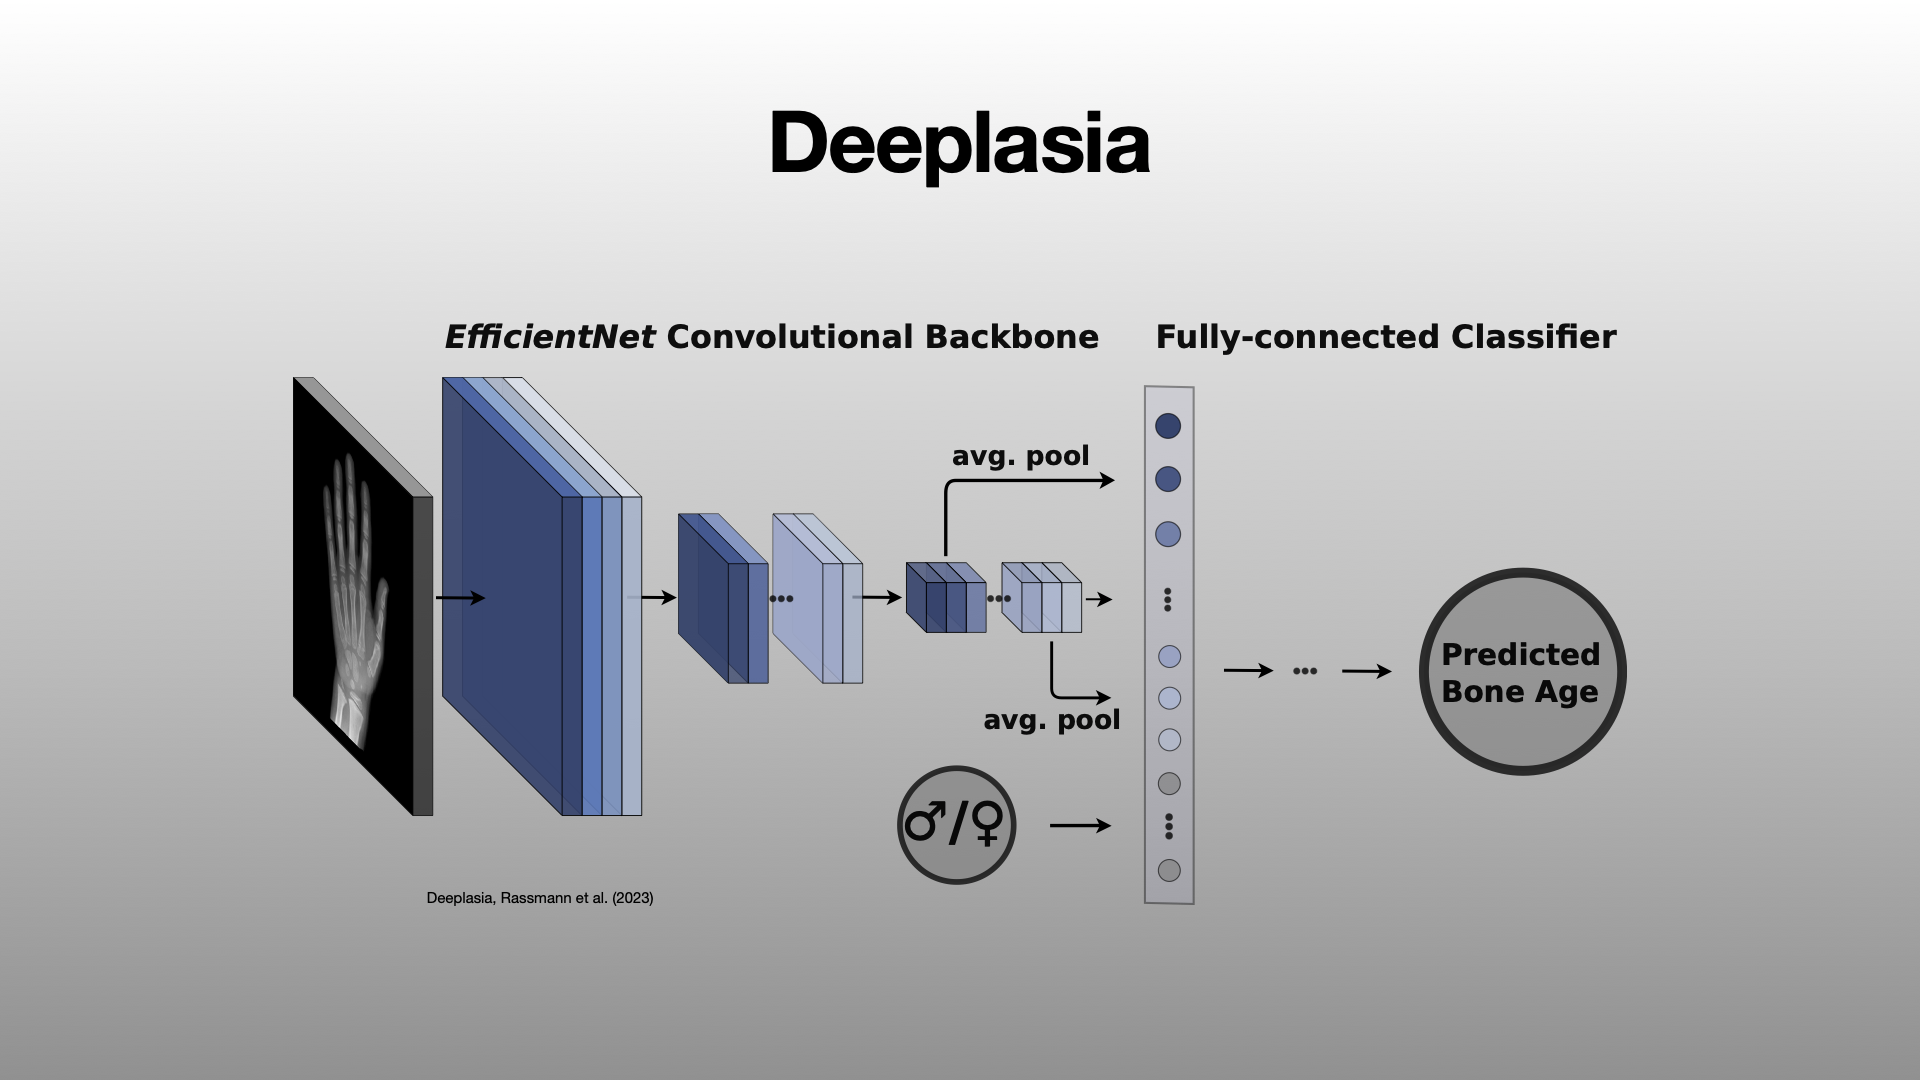 Deeplasia
EfficientNet Convolutional Backbone
Fully-connected Classifier
avg. pool
avg. pool
♂/♀
Predicted
Bone Age
Deeplasia, Rassmann et al. (2023)